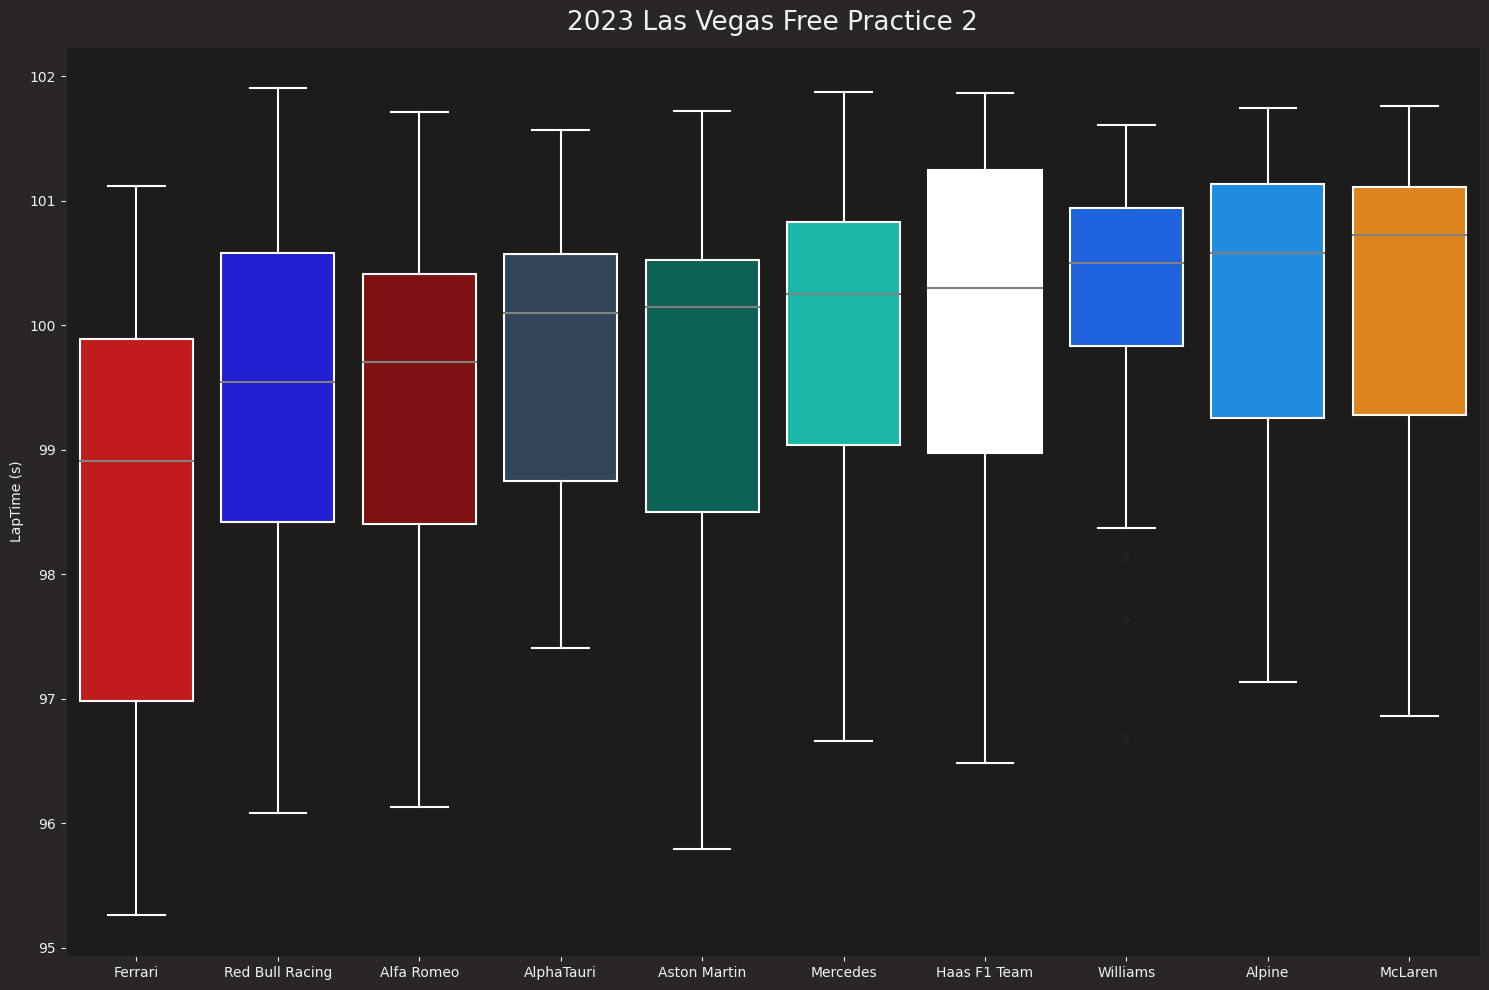 2023 Las Vegas Free Practice 2
LapTime (s)
102
101
100
99
98
97
96
95
Ferrari
Red Bull Racing
Alfa Romeo
AlphaTauri
Aston Martin
Mercedes
Haas F1 Team
Williams
Alpine
McLaren